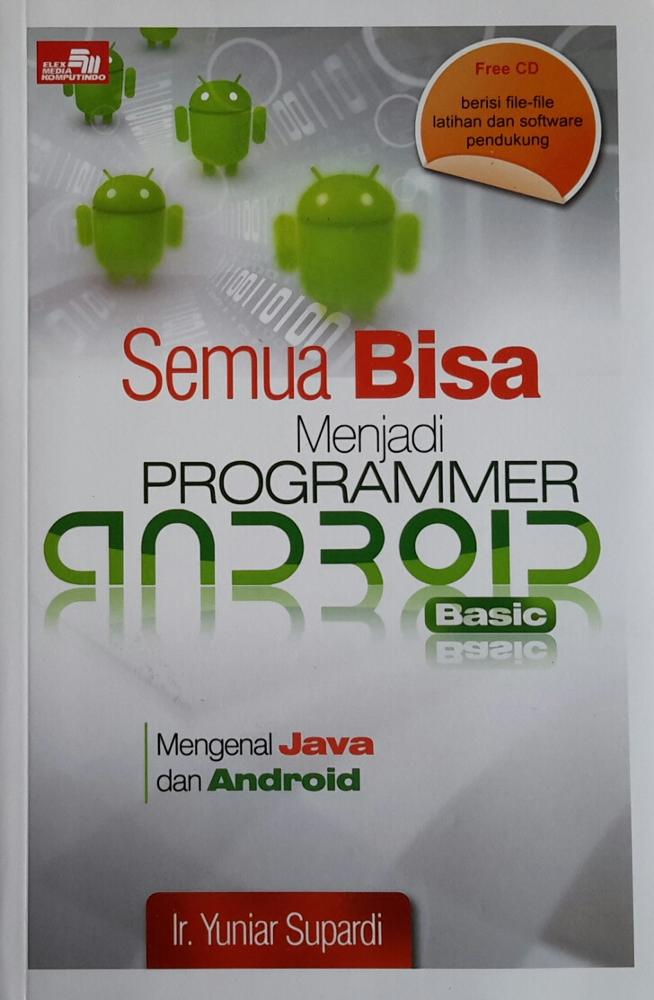 ELEX
MEDIA
KOMPUTINDO
Free CD
berisi file-file
latihan dan software
pendukung
Semua Bisa
Menjadi
PROGRAMMER
ANDROID
Basic
Mengenal Java
dan Android
Ir. Yuniar Supardi